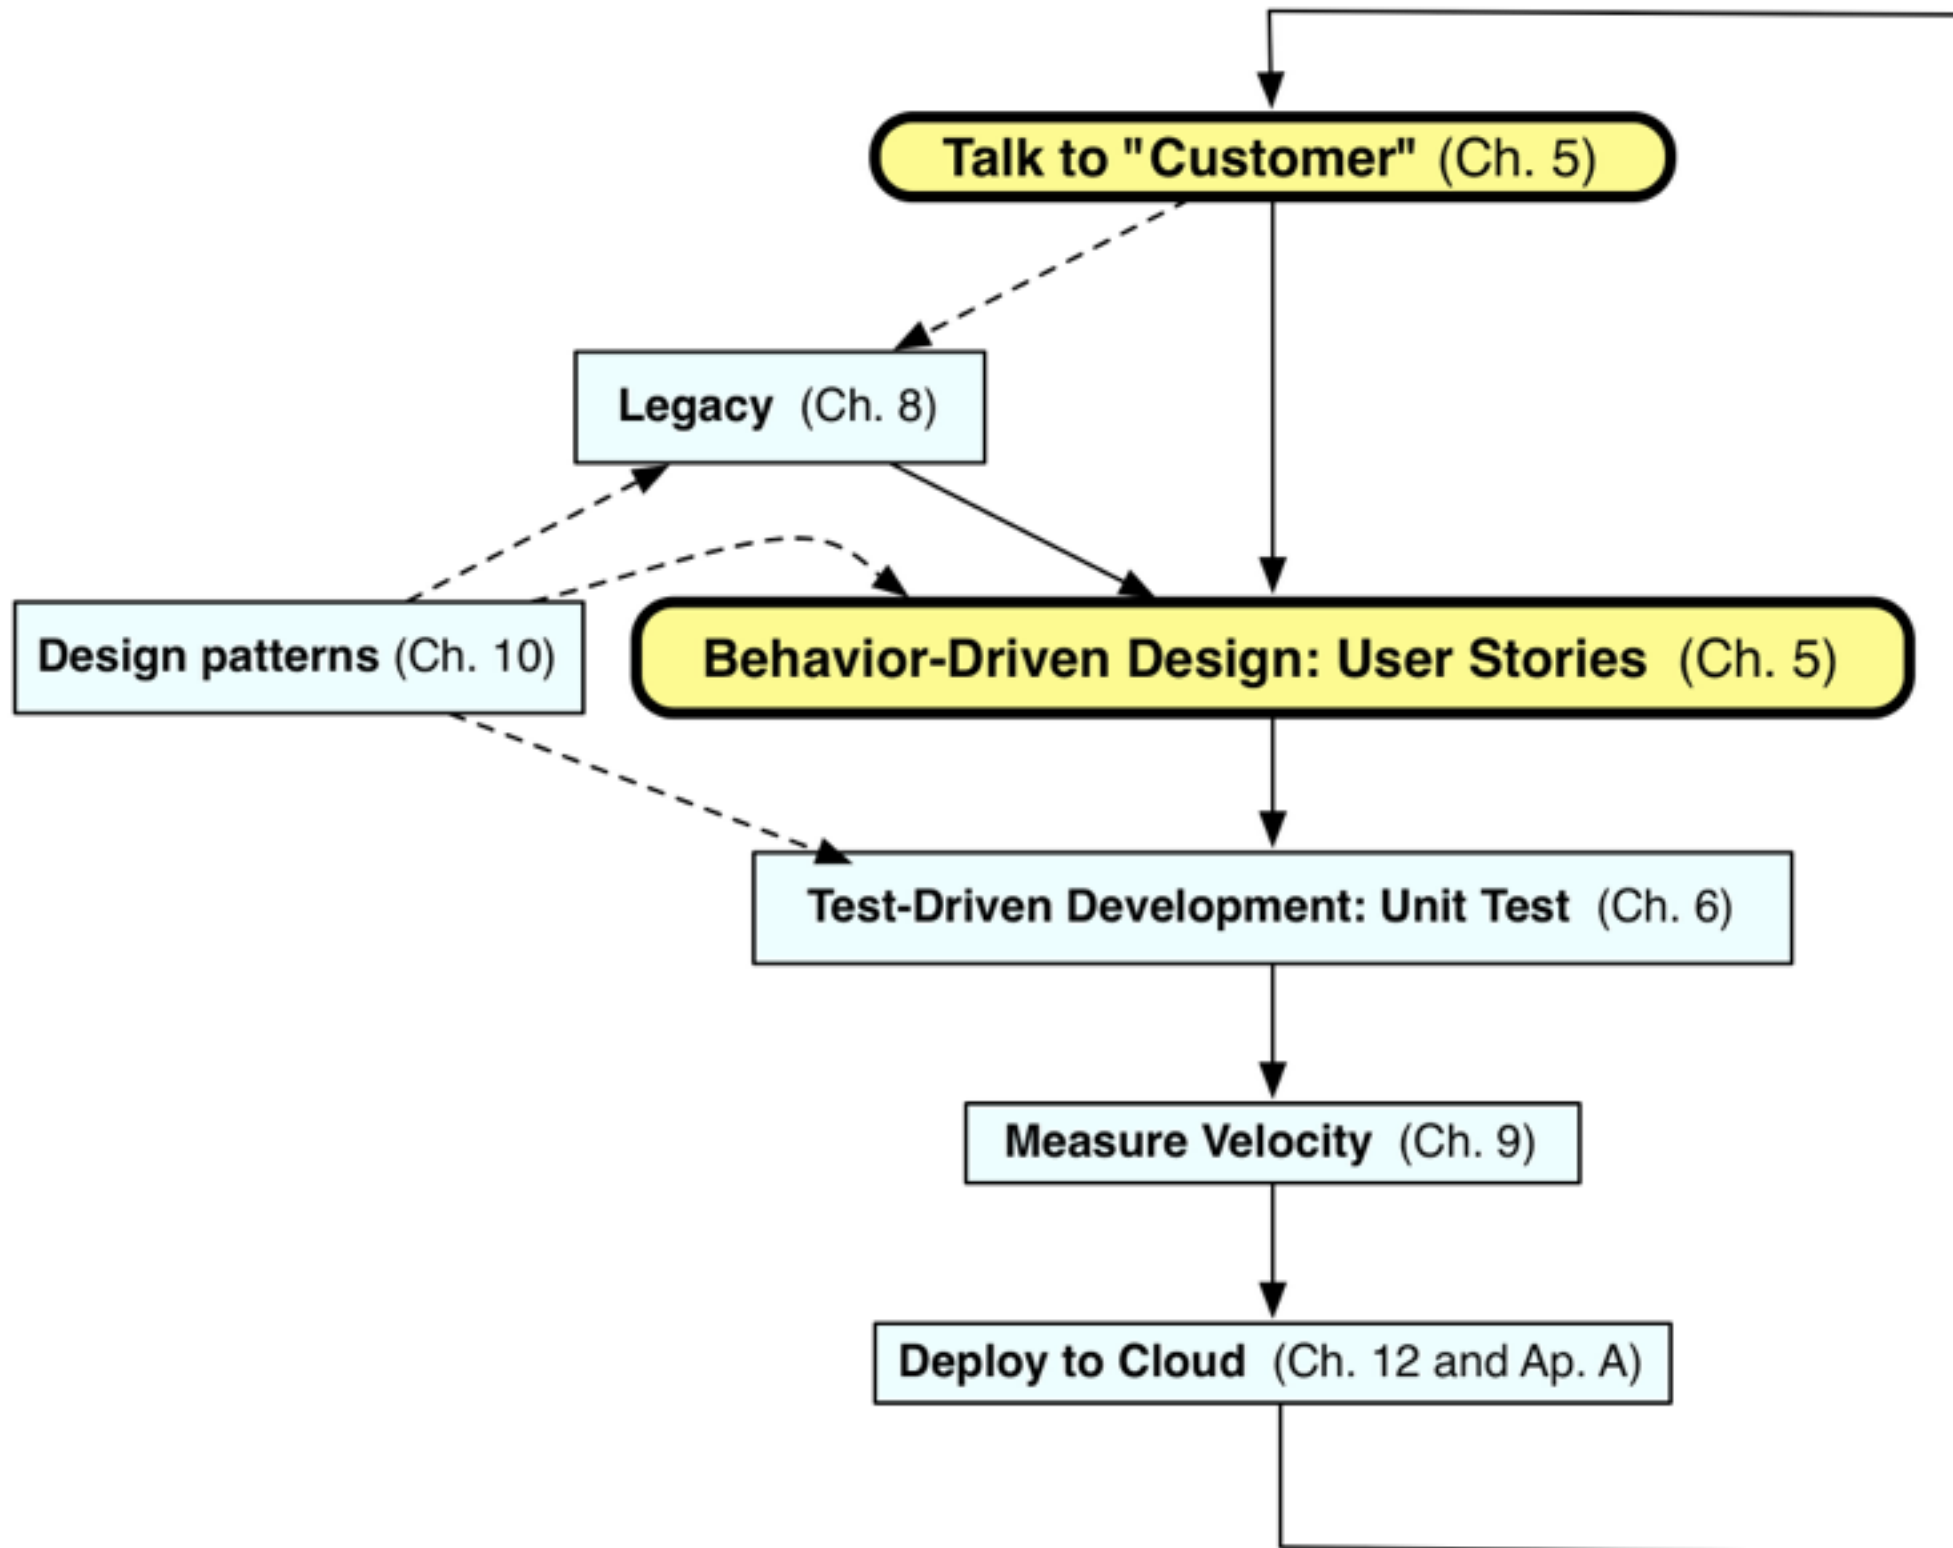 Talk to "Customer" (Ch. 5)
Legacy (Ch. 8)
Design patterns (Ch. 10)
Behavior-Driven Design: User Stories (Ch. 5)
Test-Driven Development: Unit Test (Ch. 6)
Measure Velocity (Ch. 9)
Deploy to Cloud (Ch. 12 and Ap. A)